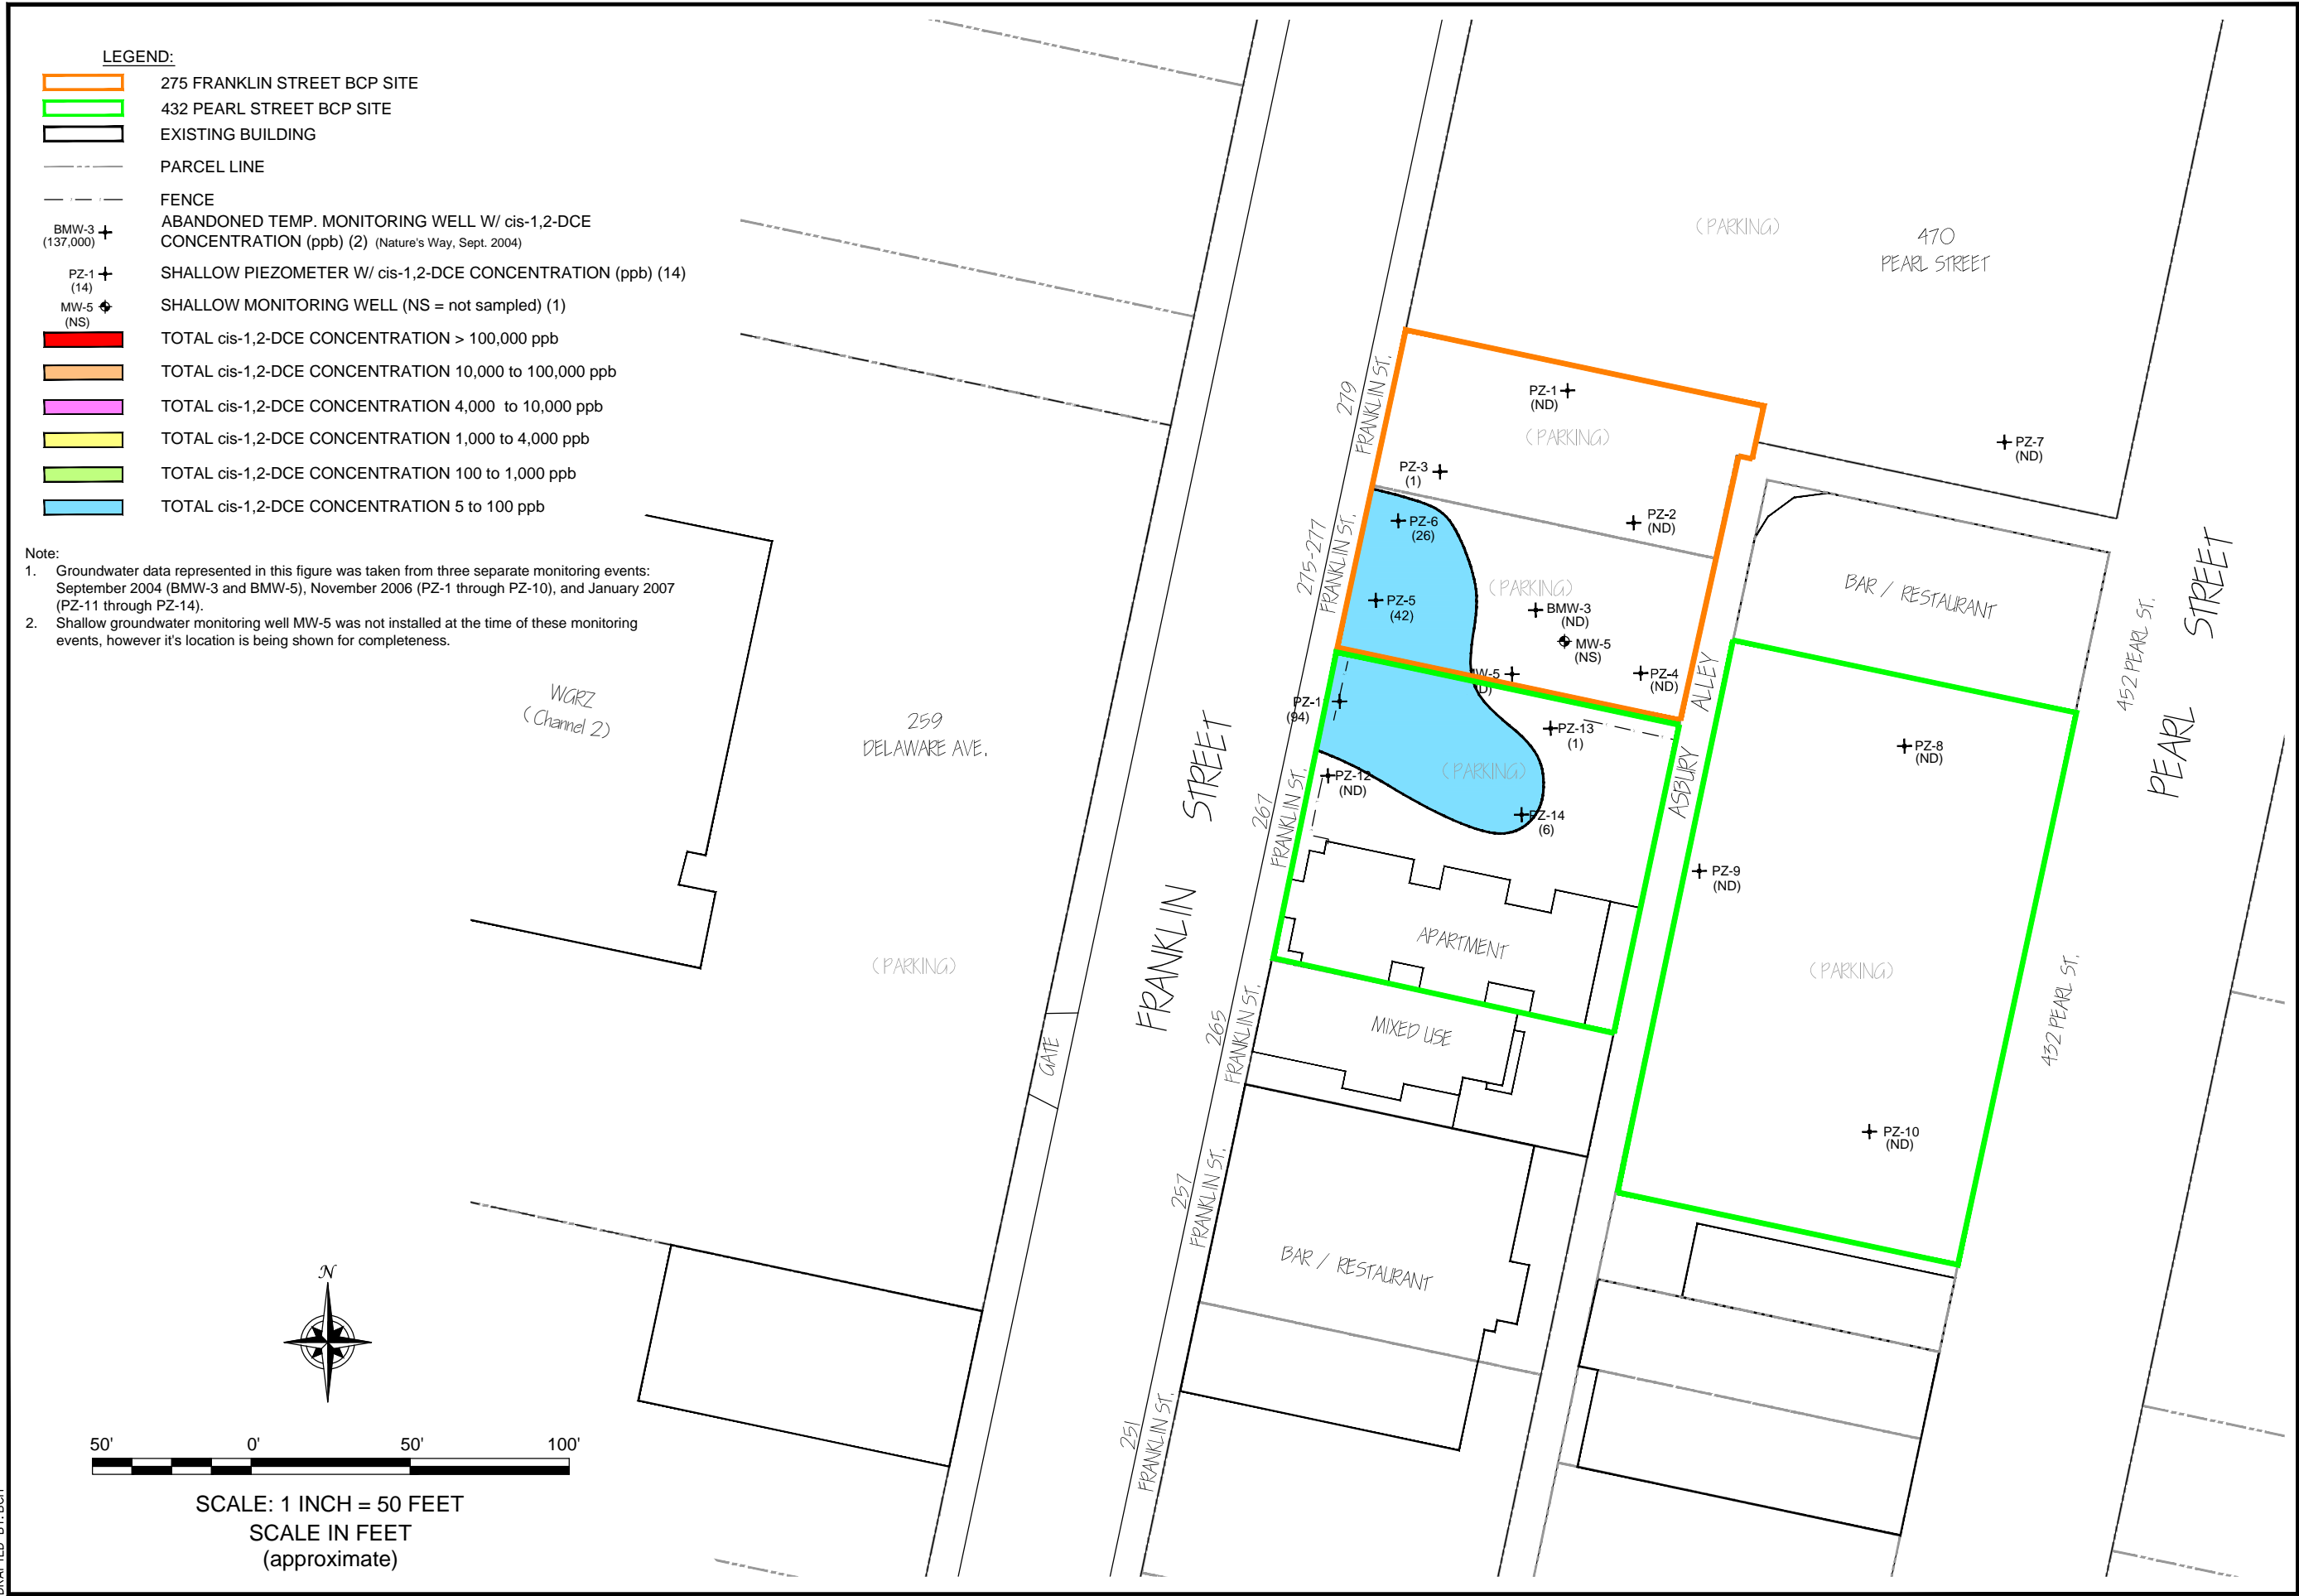 LEGEND:
275 FRANKLIN STREET BCP SITE
432 PEARL STREET BCP SITE
EXISTING BUILDING
PARCEL LINE
FENCE
BMW-3
(137,000)
ABANDONED TEMP. MONITORING WELL W/ cis-1,2-DCE
CONCENTRATION (ppb) (2) (Nature's Way, Sept. 2004)
PZ-1
(14)
SHALLOW PIEZOMETER W/ cis-1,2-DCE CONCENTRATION (ppb) (14)
MW-5
(NS)
SHALLOW MONITORING WELL (NS = not sampled) (1)
TOTAL cis-1,2-DCE CONCENTRATION > 100,000 ppb
TOTAL cis-1,2-DCE CONCENTRATION 10,000 to 100,000 ppb
TOTAL cis-1,2-DCE CONCENTRATION 4,000 to 10,000 ppb
TOTAL cis-1,2-DCE CONCENTRATION 1,000 to 4,000 ppb
TOTAL cis-1,2-DCE CONCENTRATION 100 to 1,000 ppb
TOTAL cis-1,2-DCE CONCENTRATION 5 to 100 ppb
Note:
1. Groundwater data represented in this figure was taken from three separate monitoring events:
September 2004 (BMW-3 and BMW-5), November 2006 (PZ-1 through PZ-10), and January 2007
(PZ-11 through PZ-14).
2. Shallow groundwater monitoring well MW-5 was not installed at the time of these monitoring
events, however it's location is being shown for completeness.
(PARKING)
470
PEARL STREET
279
FRANKLIN ST.
PZ-1
(ND)
(PARKING)
PZ-3
(1)
PZ-2
(ND)
PZ-7
(ND)
275-277
FRANKLIN ST.
PZ-6
(26)
PZ-5
(42)
(PARKING)
BMW-3
(ND)
MW-5
(NS)
W-5
D)
PZ-4
(ND)
BAR / RESTAURANT
452 PEARL ST.
PEARL STREET
ASBURY ALLEY
PZ-1
(94)
PZ-13
(1)
(PARKING)
PZ-12
(ND)
PZ-14
(6)
PZ-8
(ND)
PZ-9
(ND)
(PARKING)
432 PEARL ST.
PZ-10
(ND)
267
FRANKLIN ST.
APARTMENT
MIXED USE
265
FRANKLIN ST.
257
FRANKLIN ST.
BAR / RESTAURANT
251
FRANKLIN ST.
FRANKLIN STREET
WGRZ
(Channel 2)
259
DELAWARE AVE.
(PARKING)
GATE
N
50' 0' 50' 100'
SCALE: 1 INCH = 50 FEET
SCALE IN FEET
(approximate)